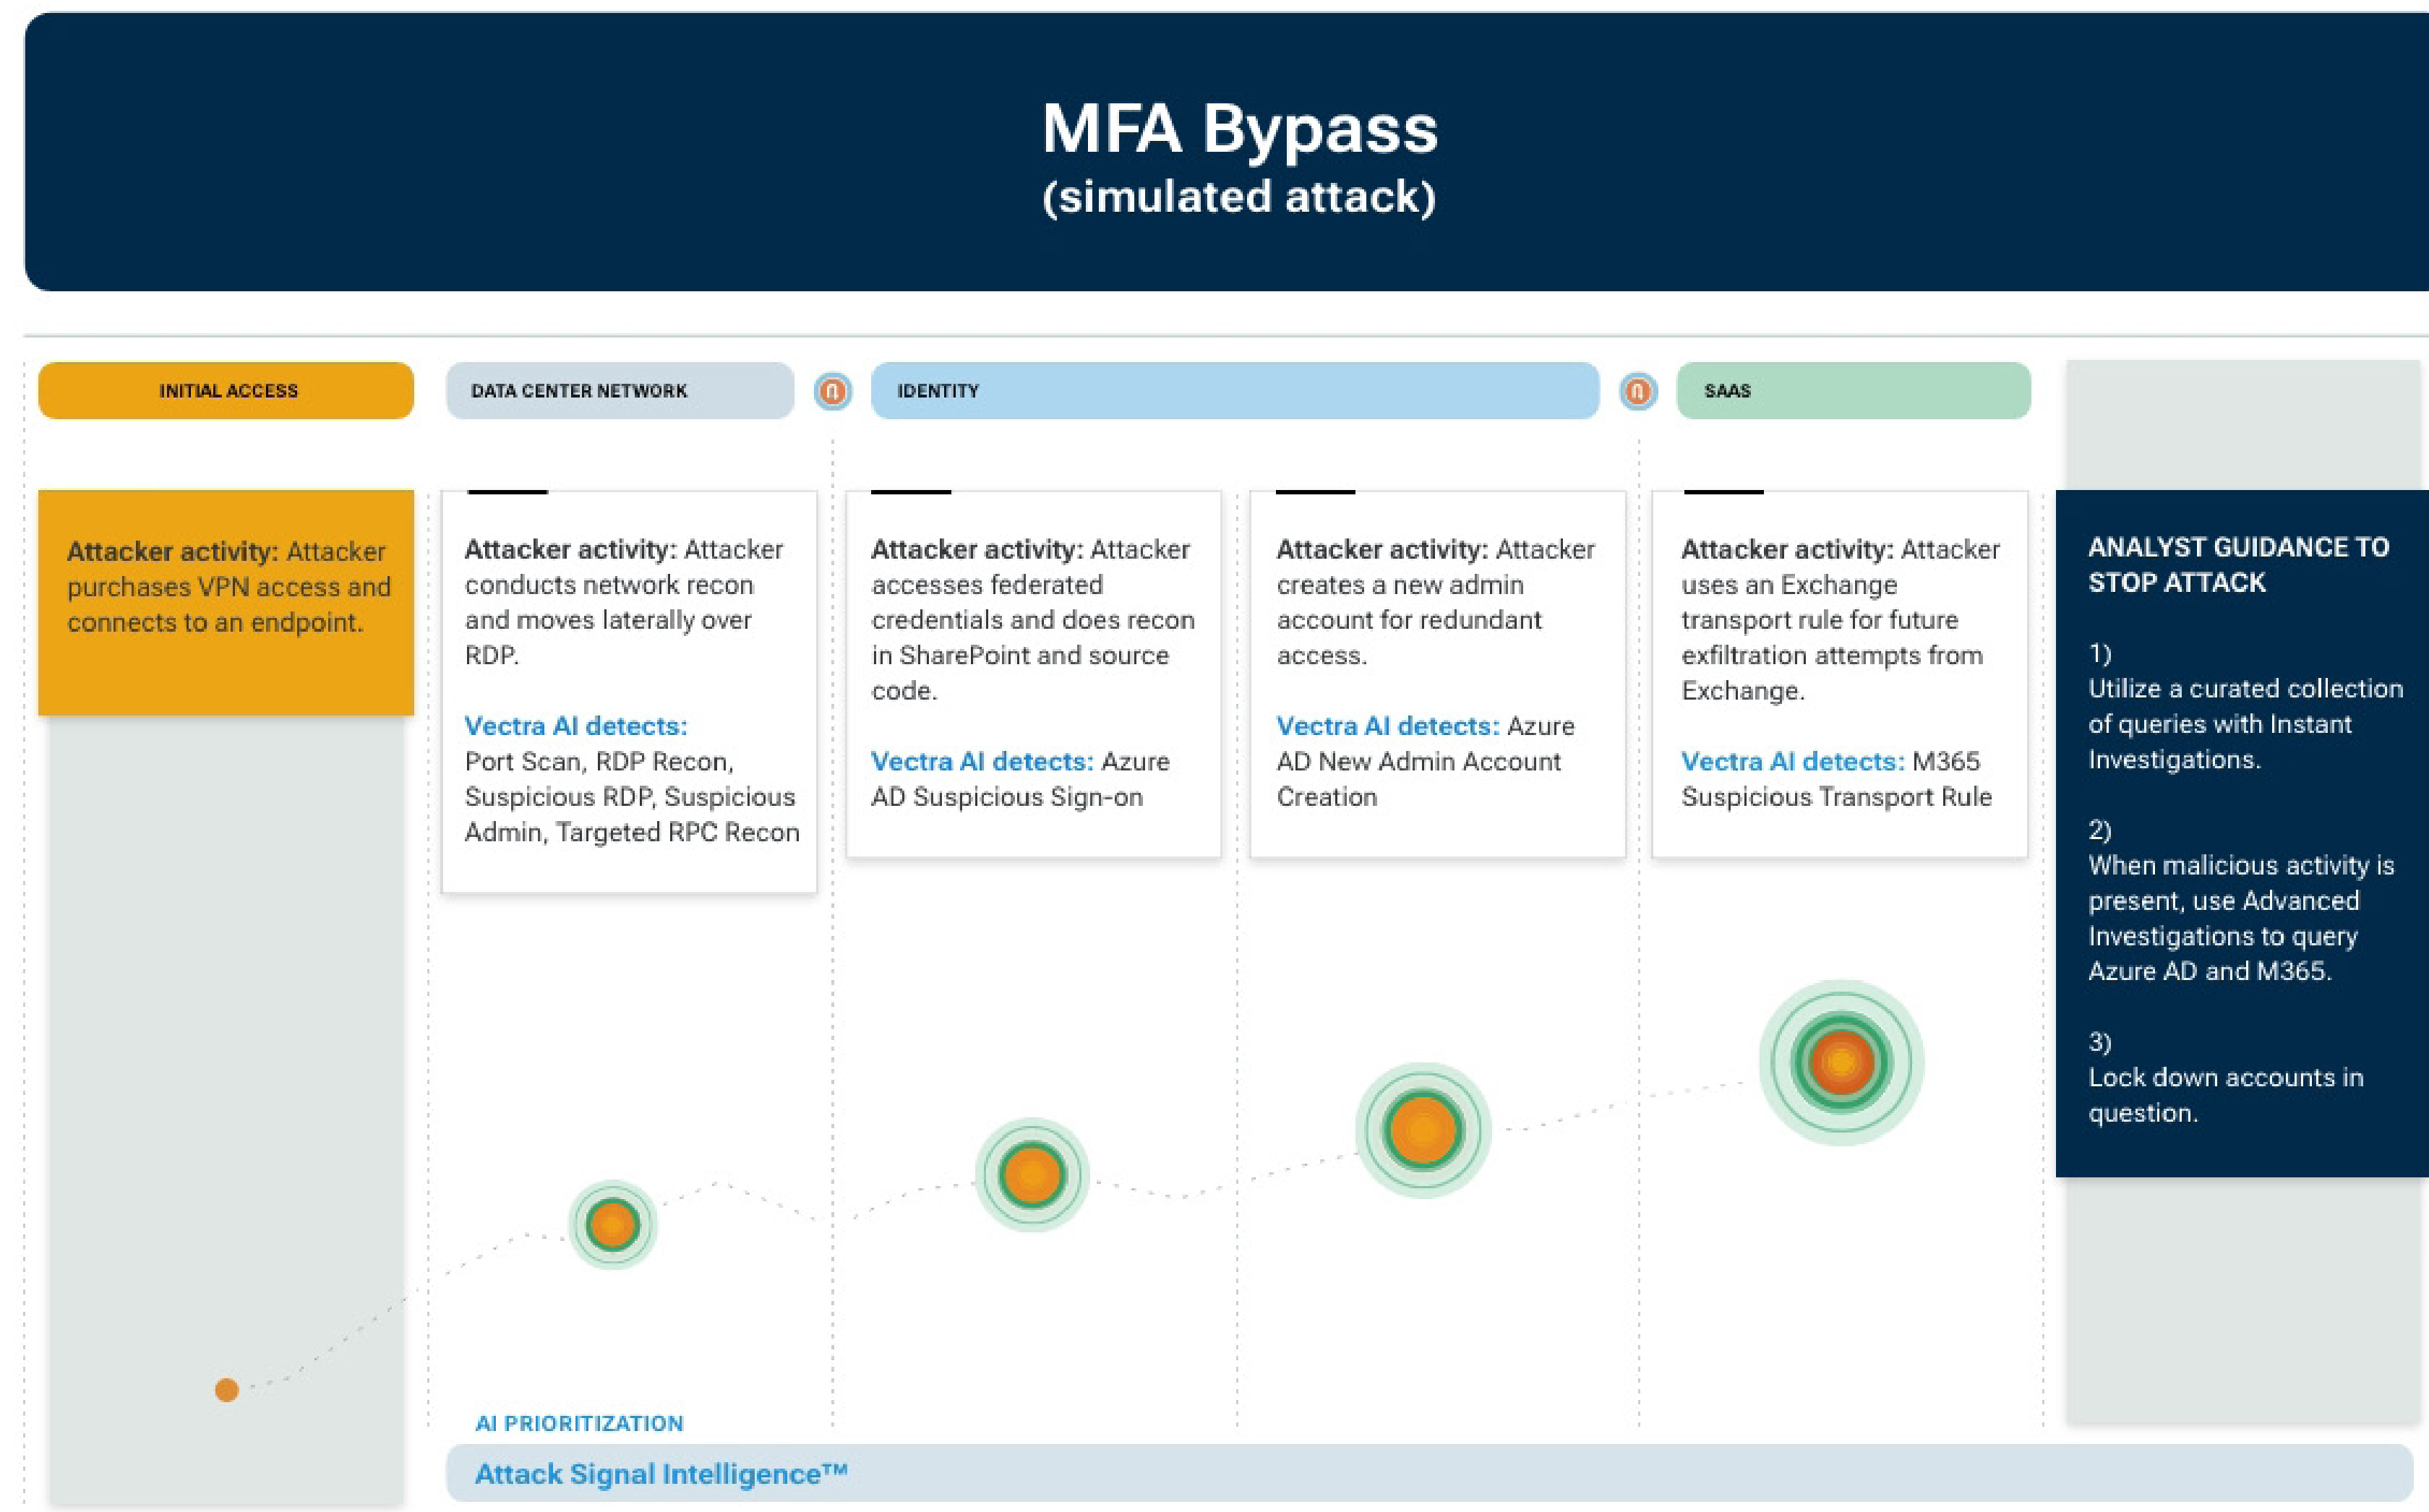 MFA Bypass
(simulated attack)
INITIAL ACCESS
DATA CENTER NETWORK
IDENTITY
SAAS
Attacker activity: Attacker
purchases VPN access and
connects to an endpoint.
Attacker activity: Attacker
conducts network recon
and moves laterally over
RDP.
Vectra AI detects:
Port Scan, RDP Recon,
Suspicious RDP, Suspicious
Admin, Targeted RPC Recon
Attacker activity: Attacker
accesses federated
credentials and does recon
in SharePoint and source
code.
Vectra AI detects: Azure
AD Suspicious Sign-on
Attacker activity: Attacker
creates a new admin
account for redundant
access.
Vectra AI detects: Azure
AD New Admin Account
Creation
Attacker activity: Attacker
uses an Exchange
transport rule for future
exfiltration attempts from
Exchange.
Vectra AI detects: M365
Suspicious Transport Rule
ANALYST GUIDANCE TO
STOP ATTACK
1)
Utilize a curated collection
of queries with Instant
Investigations.
2)
When malicious activity is
present, use Advanced
Investigations to query
Azure AD and M365.
3)
Lock down accounts in
question.
AI PRIORITIZATION
Attack Signal Intelligence™